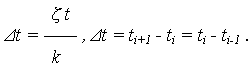 Δt = ζ t / k , Δt = t_{i+1} - t_i = t_i - t_{i-1} .